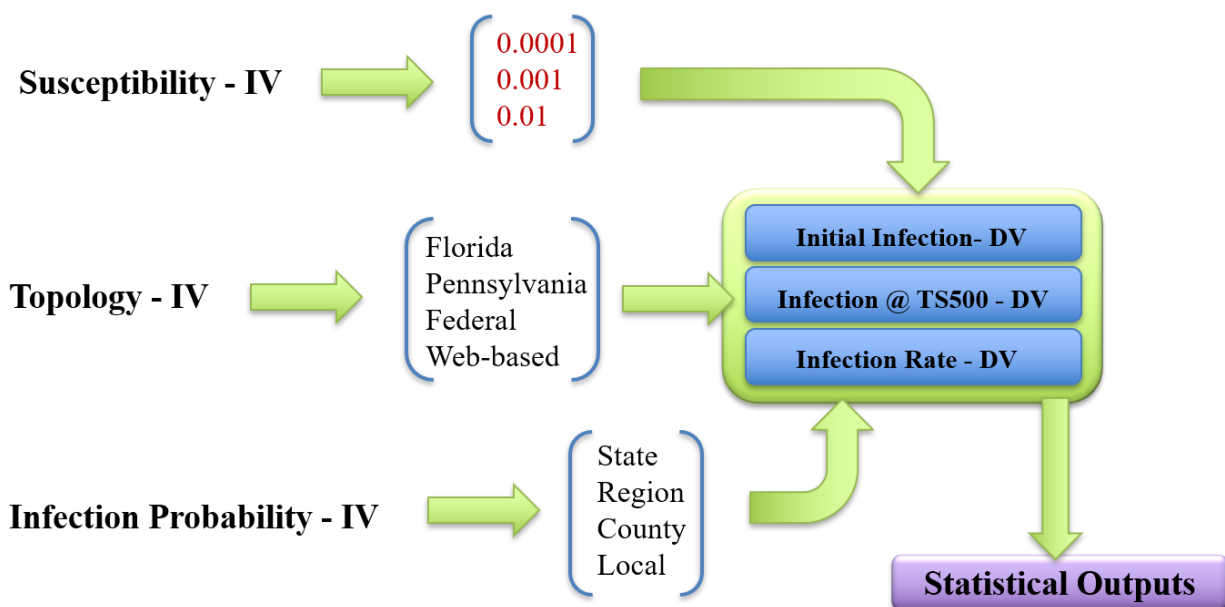 Susceptibility - IV
0.0001
0.001
0.01
Topology - IV
Florida
Pennsylvania
Federal
Web-based
Initial Infection- DV
Infection @ TS500 - DV
Infection Rate - DV
Infection Probability - IV
State
Region
County
Local
Statistical Outputs